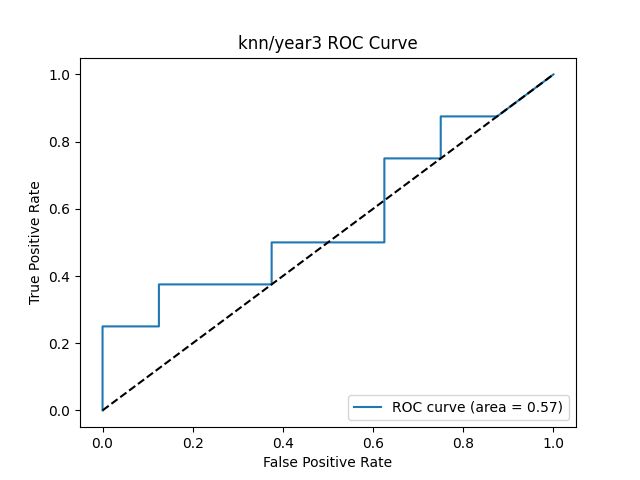 knn/year3 ROC Curve
1.0
0.8
0.6
0.4
0.2
0.0
True Positive Rate
0.0 0.2 0.4 0.6 0.8 1.0
False Positive Rate
ROC curve (area = 0.57)